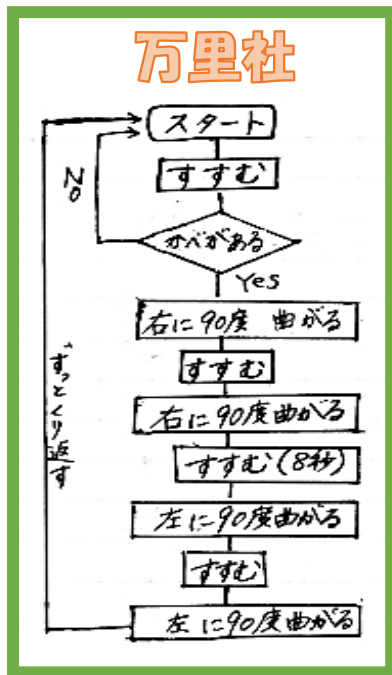 万里社
スタート
すすむ
かべがある
No
Yes
右に90度 曲がる
すすむ
右に90度曲がる
すすむ(8秒)
左に90度曲がる
すすむ
左に90度曲がる
ずっとくり返す